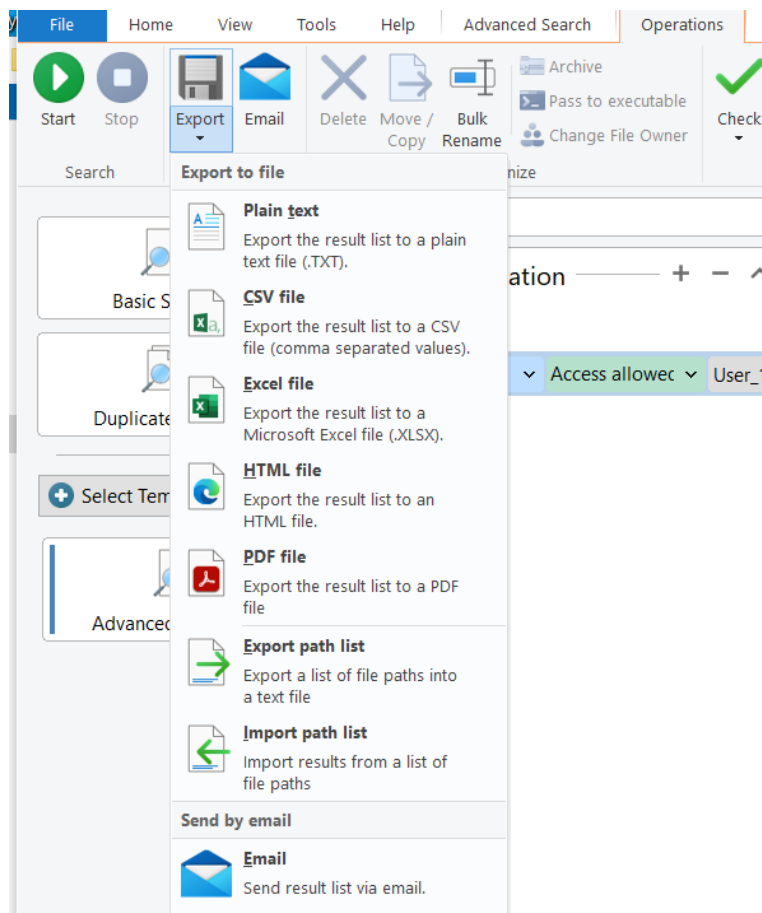 File Home View Tools Help Advanced Search Operations
Start Stop Export Email Delete Move / Copy Bulk Rename
Archive
Pass to executable
Change File Owner
Check
Search
Export to file
nize
Plain text
Export the result list to a plain
text file (.TXT).
CSV file
Export the result list to a CSV
file (comma separated values).
Excel file
Export the result list to a
Microsoft Excel file (.XLSX).
HTML file
Export the result list to an
HTML file.
PDF file
Export the result list to a PDF
file
Export path list
Export a list of file paths into
a text file
Import path list
Import results from a list of
file paths
Send by email
Email
Send result list via email.
Basic S
Duplicate
Select Tem
Advanced
ation
Access allowed
User_